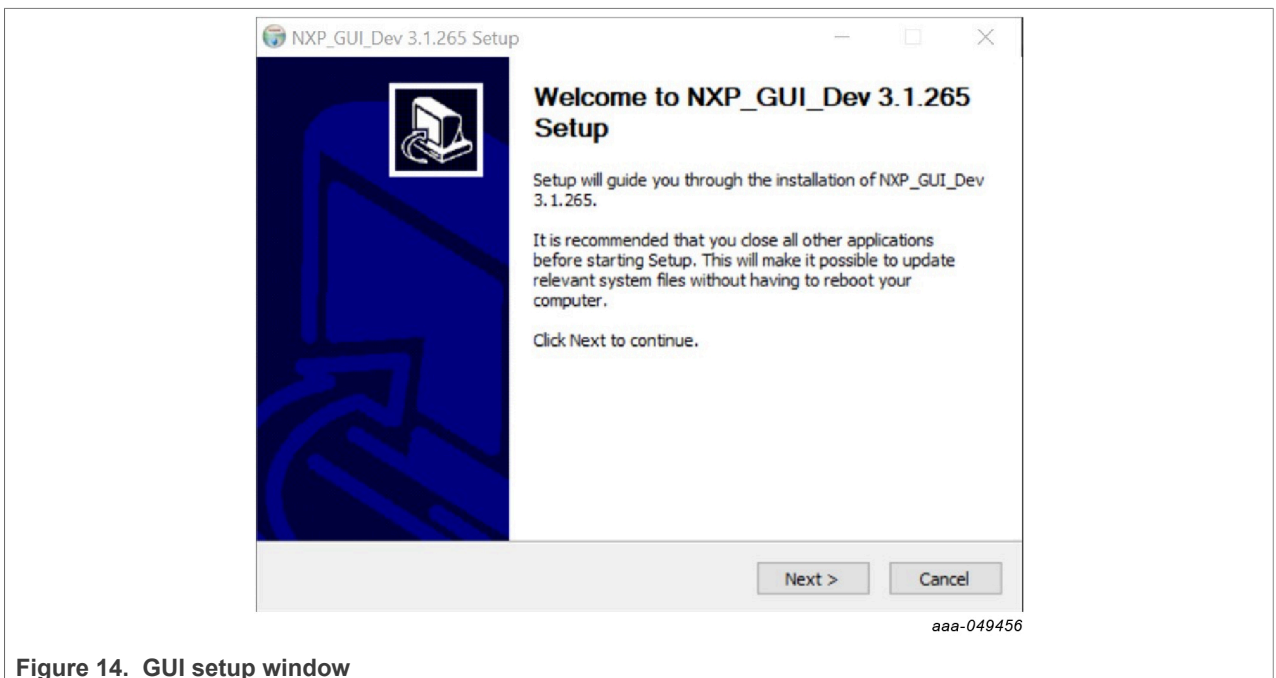 NXP_GUI_Dev 3.1.265 Setup
Welcome to NXP_GUI_Dev 3.1.265
Setup
Setup will guide you through the installation of NXP_GUI_Dev
3.1.265.
It is recommended that you close all other applications
before starting Setup. This will make it possible to update
relevant system files without having to reboot your
computer.
Click Next to continue.
Next >
Cancel
aaa-049456
Figure 14. GUI setup window